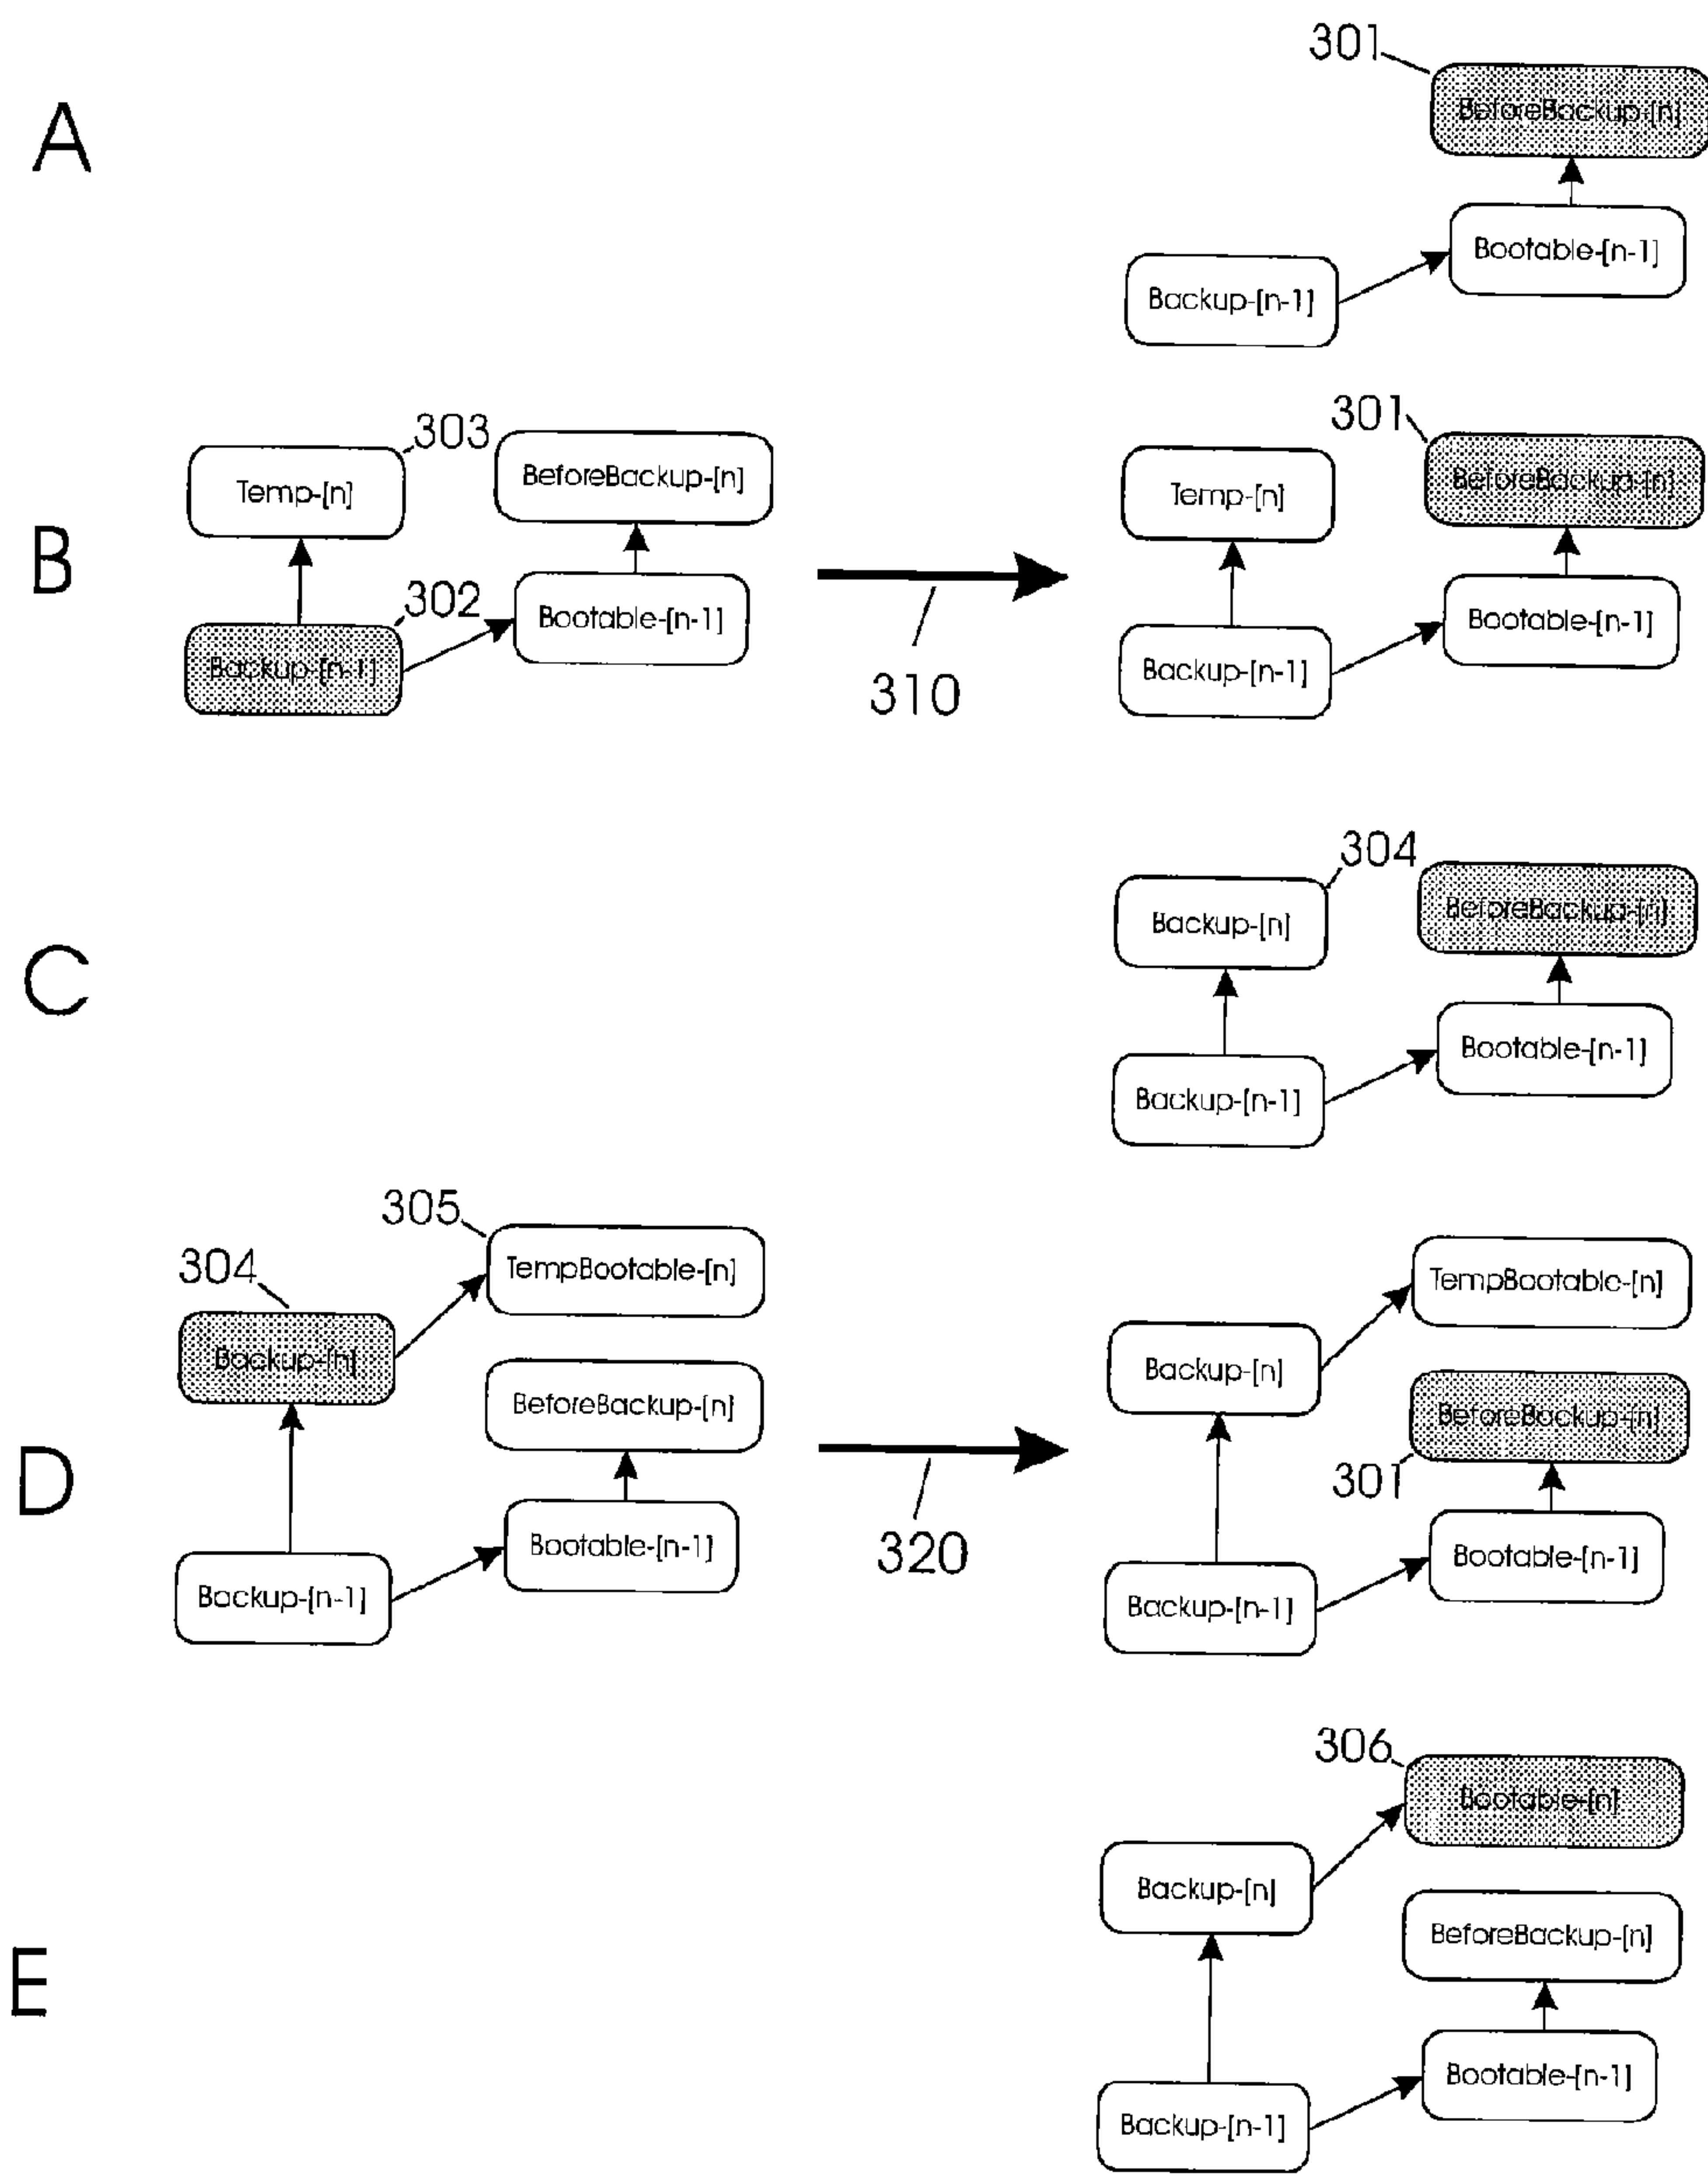 A
301
BeforeBackup-[n]
Bootable-[n-1]
Backup-[n-1]
B
303
Temp-[n]
BeforeBackup-[n]
302
Backup-[n-1]
Bootable-[n-1]
310
301
Temp-[n]
BeforeBackup-[n]
Bootable-[n-1]
Backup-[n-1]
C
304
Backup-[n]
BeforeBackup-[n]
Bootable-[n-1]
Backup-[n-1]
D
305
TempBootable-[n]
304
Backup-[n]
BeforeBackup-[n]
Bootable-[n-1]
Backup-[n-1]
320
TempBootable-[n]
Backup-[n]
BeforeBackup-[n]
301
Bootable-[n-1]
Backup-[n-1]
E
306
Bootable-[n]
Backup-[n]
BeforeBackup-[n]
Bootable-[n-1]
Backup-[n-1]